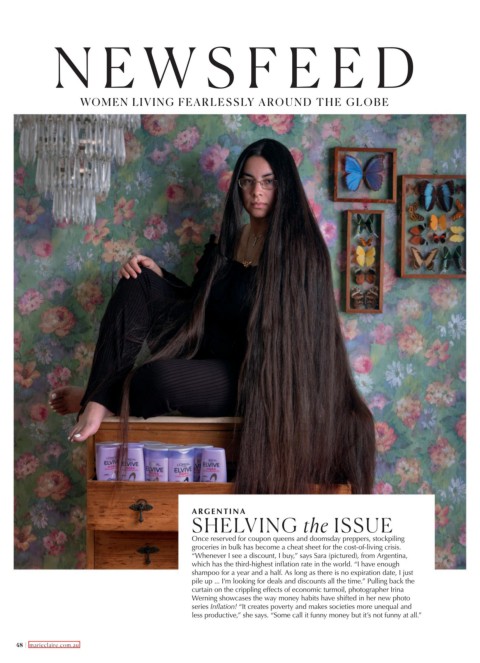 NEWSFEED
WOMEN LIVING FEARLESSLY AROUND THE GLOBE
ELVIVE
ELVIVE
ELVIVE
ELVIVE
ARGENTINA
SHELVING the ISSUE
Once reserved for coupon queens and doomsday preppers, stockpiling
groceries in bulk has become a cheat sheet for the cost-of-living crisis.
"Whenever I see a discount, I buy," says Sara (pictured), from Argentina,
which has the third-highest inflation rate in the world. "I have enough
shampoo for a year and a half. As long as there is no expiration date, I just
pile up ... I'm looking for deals and discounts all the time." Pulling back the
curtain on the crippling effects of economic turmoil, photographer Irina
Werning showcases the way money habits have shifted in her new photo
series Inflation! "It creates poverty and makes societies more unequal and
less productive," she says. "Some call it funny money but it's not funny at all."
48 | marieclaire.com.au